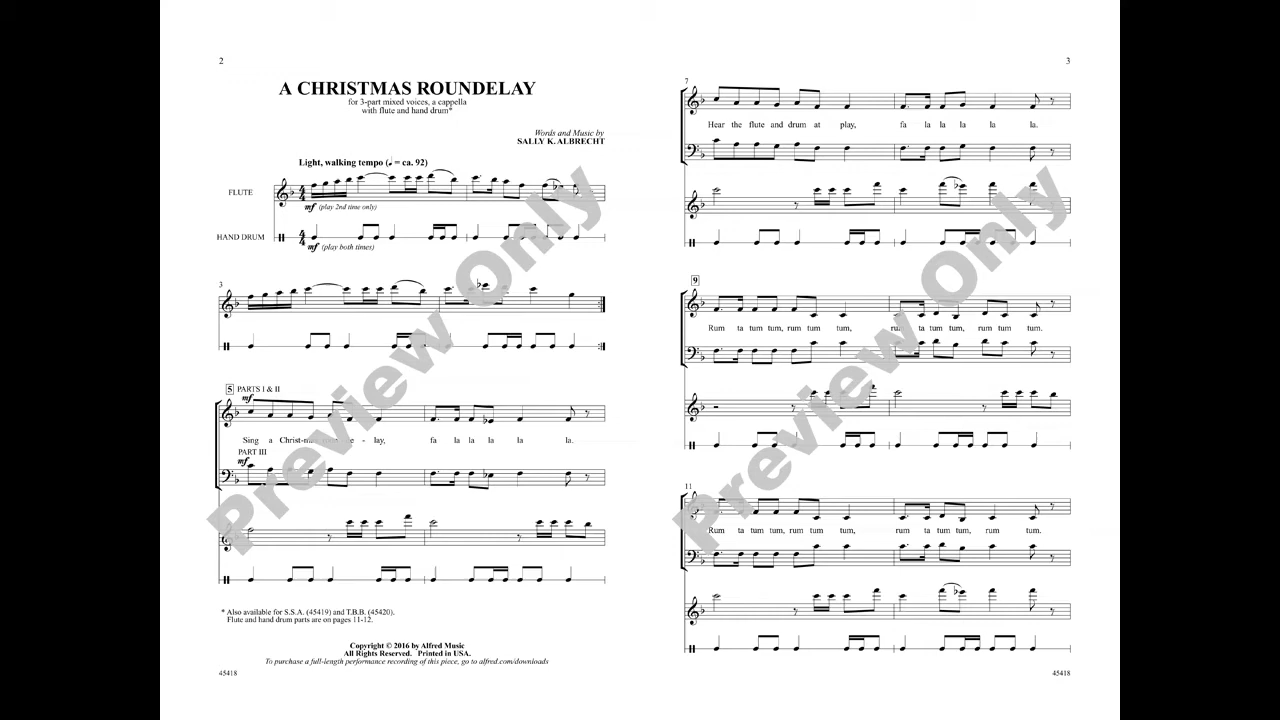 2
A CHRISTMAS ROUNDELAY
for 3-part mixed voices, a cappella
with flute and hand drum*
Words and Music by
SALLY K. ALBRECHT
Light, walking tempo (♩ = ca. 92)
FLUTE
4
4
mf (play 2nd time only)
HAND DRUM
4
4
mf (play both times)
3
5 PARTS I & II
mf
Sing a Christ-mas roun-de - lay, fa la la la la la.
PART III
mf
* Also available for S.S.A. (45419) and T.B.B. (45420).
Flute and hand drum parts are on pages 11-12.
Copyright © 2016 by Alfred Music
All Rights Reserved. Printed in USA.
To purchase a full-length performance recording of this piece, go to alfred.com/downloads
45418
Preview Only
3
7
Hear the flute and drum at play, fa la la la la la.
9
Rum ta tum tum, rum tum tum, rum ta tum tum, rum tum tum.
11
Rum ta tum tum, rum tum tum, rum ta tum tum, rum tum tum.
45418
Preview Only